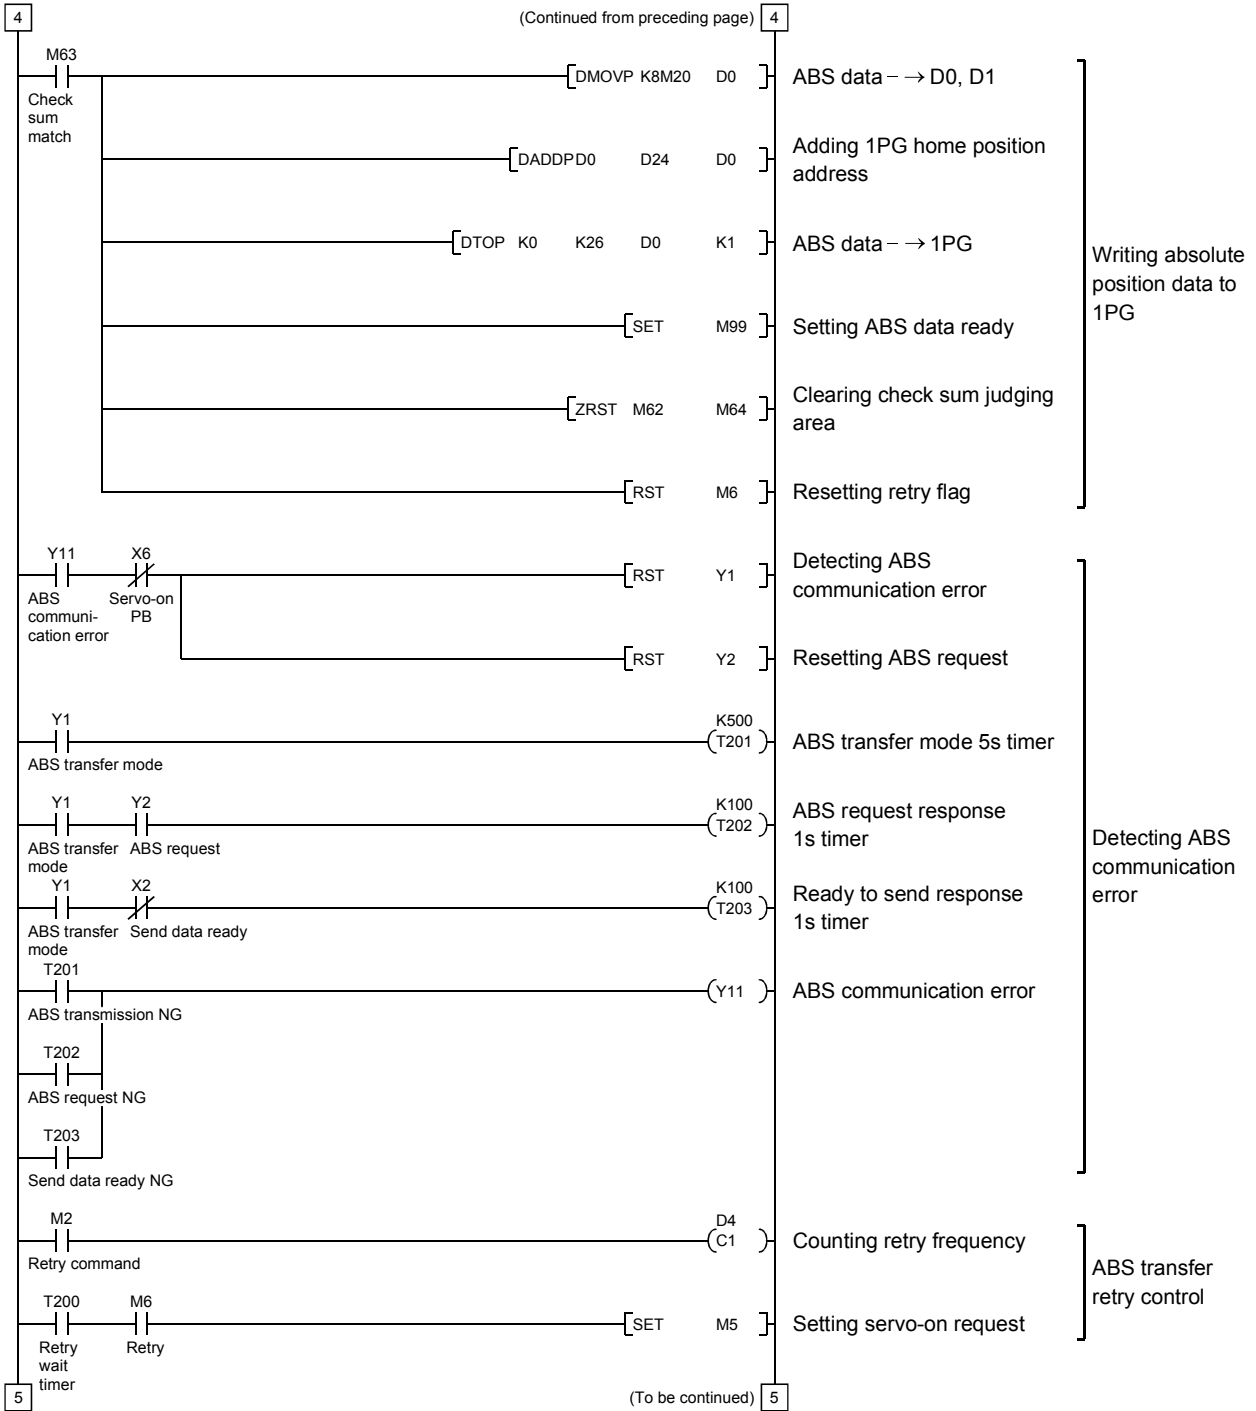 4 (Continued from preceding page) 4
M63
Check
sum
match
DMOVP K8M20 D0
ABS data – → D0, D1
DADDP D0 D24 D0
Adding 1PG home position
address
DTOP K0 K26 D0 K1
ABS data – → 1PG
SET M99
Setting ABS data ready
ZRST M62 M64
Clearing check sum judging
area
RST M6
Resetting retry flag
Writing absolute
position data to
1PG
Y11 X6
ABS
communi-
cation error
Servo-on
PB
RST Y1
Detecting ABS
communication error
RST Y2
Resetting ABS request
Y1
ABS transfer mode
K500
T201
ABS transfer mode 5s timer
Y1 Y2
ABS transfer
mode
ABS request
K100
T202
ABS request response
1s timer
Y1 X2
ABS transfer
mode
Send data ready
K100
T203
Ready to send response
1s timer
T201
ABS transmission NG
Y11
ABS communication error
T202
ABS request NG
T203
Send data ready NG
Detecting ABS
communication
error
M2
Retry command
D4
C1
Counting retry frequency
T200 M6
Retry
wait
timer
Retry
SET M5
Setting servo-on request
ABS transfer
retry control
5 (To be continued) 5